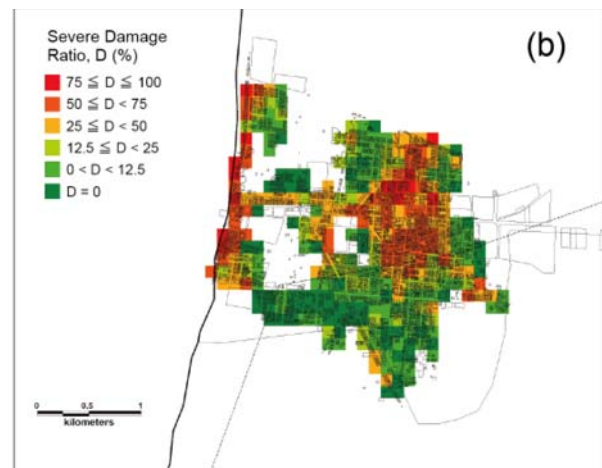 Severe Damage
Ratio, D (%)
(b)
75 ≦ D ≦ 100
50 ≦ D < 75
25 ≦ D < 50
12.5 ≦ D < 25
0 < D < 12.5
D = 0
0 0.5 1
kilometers